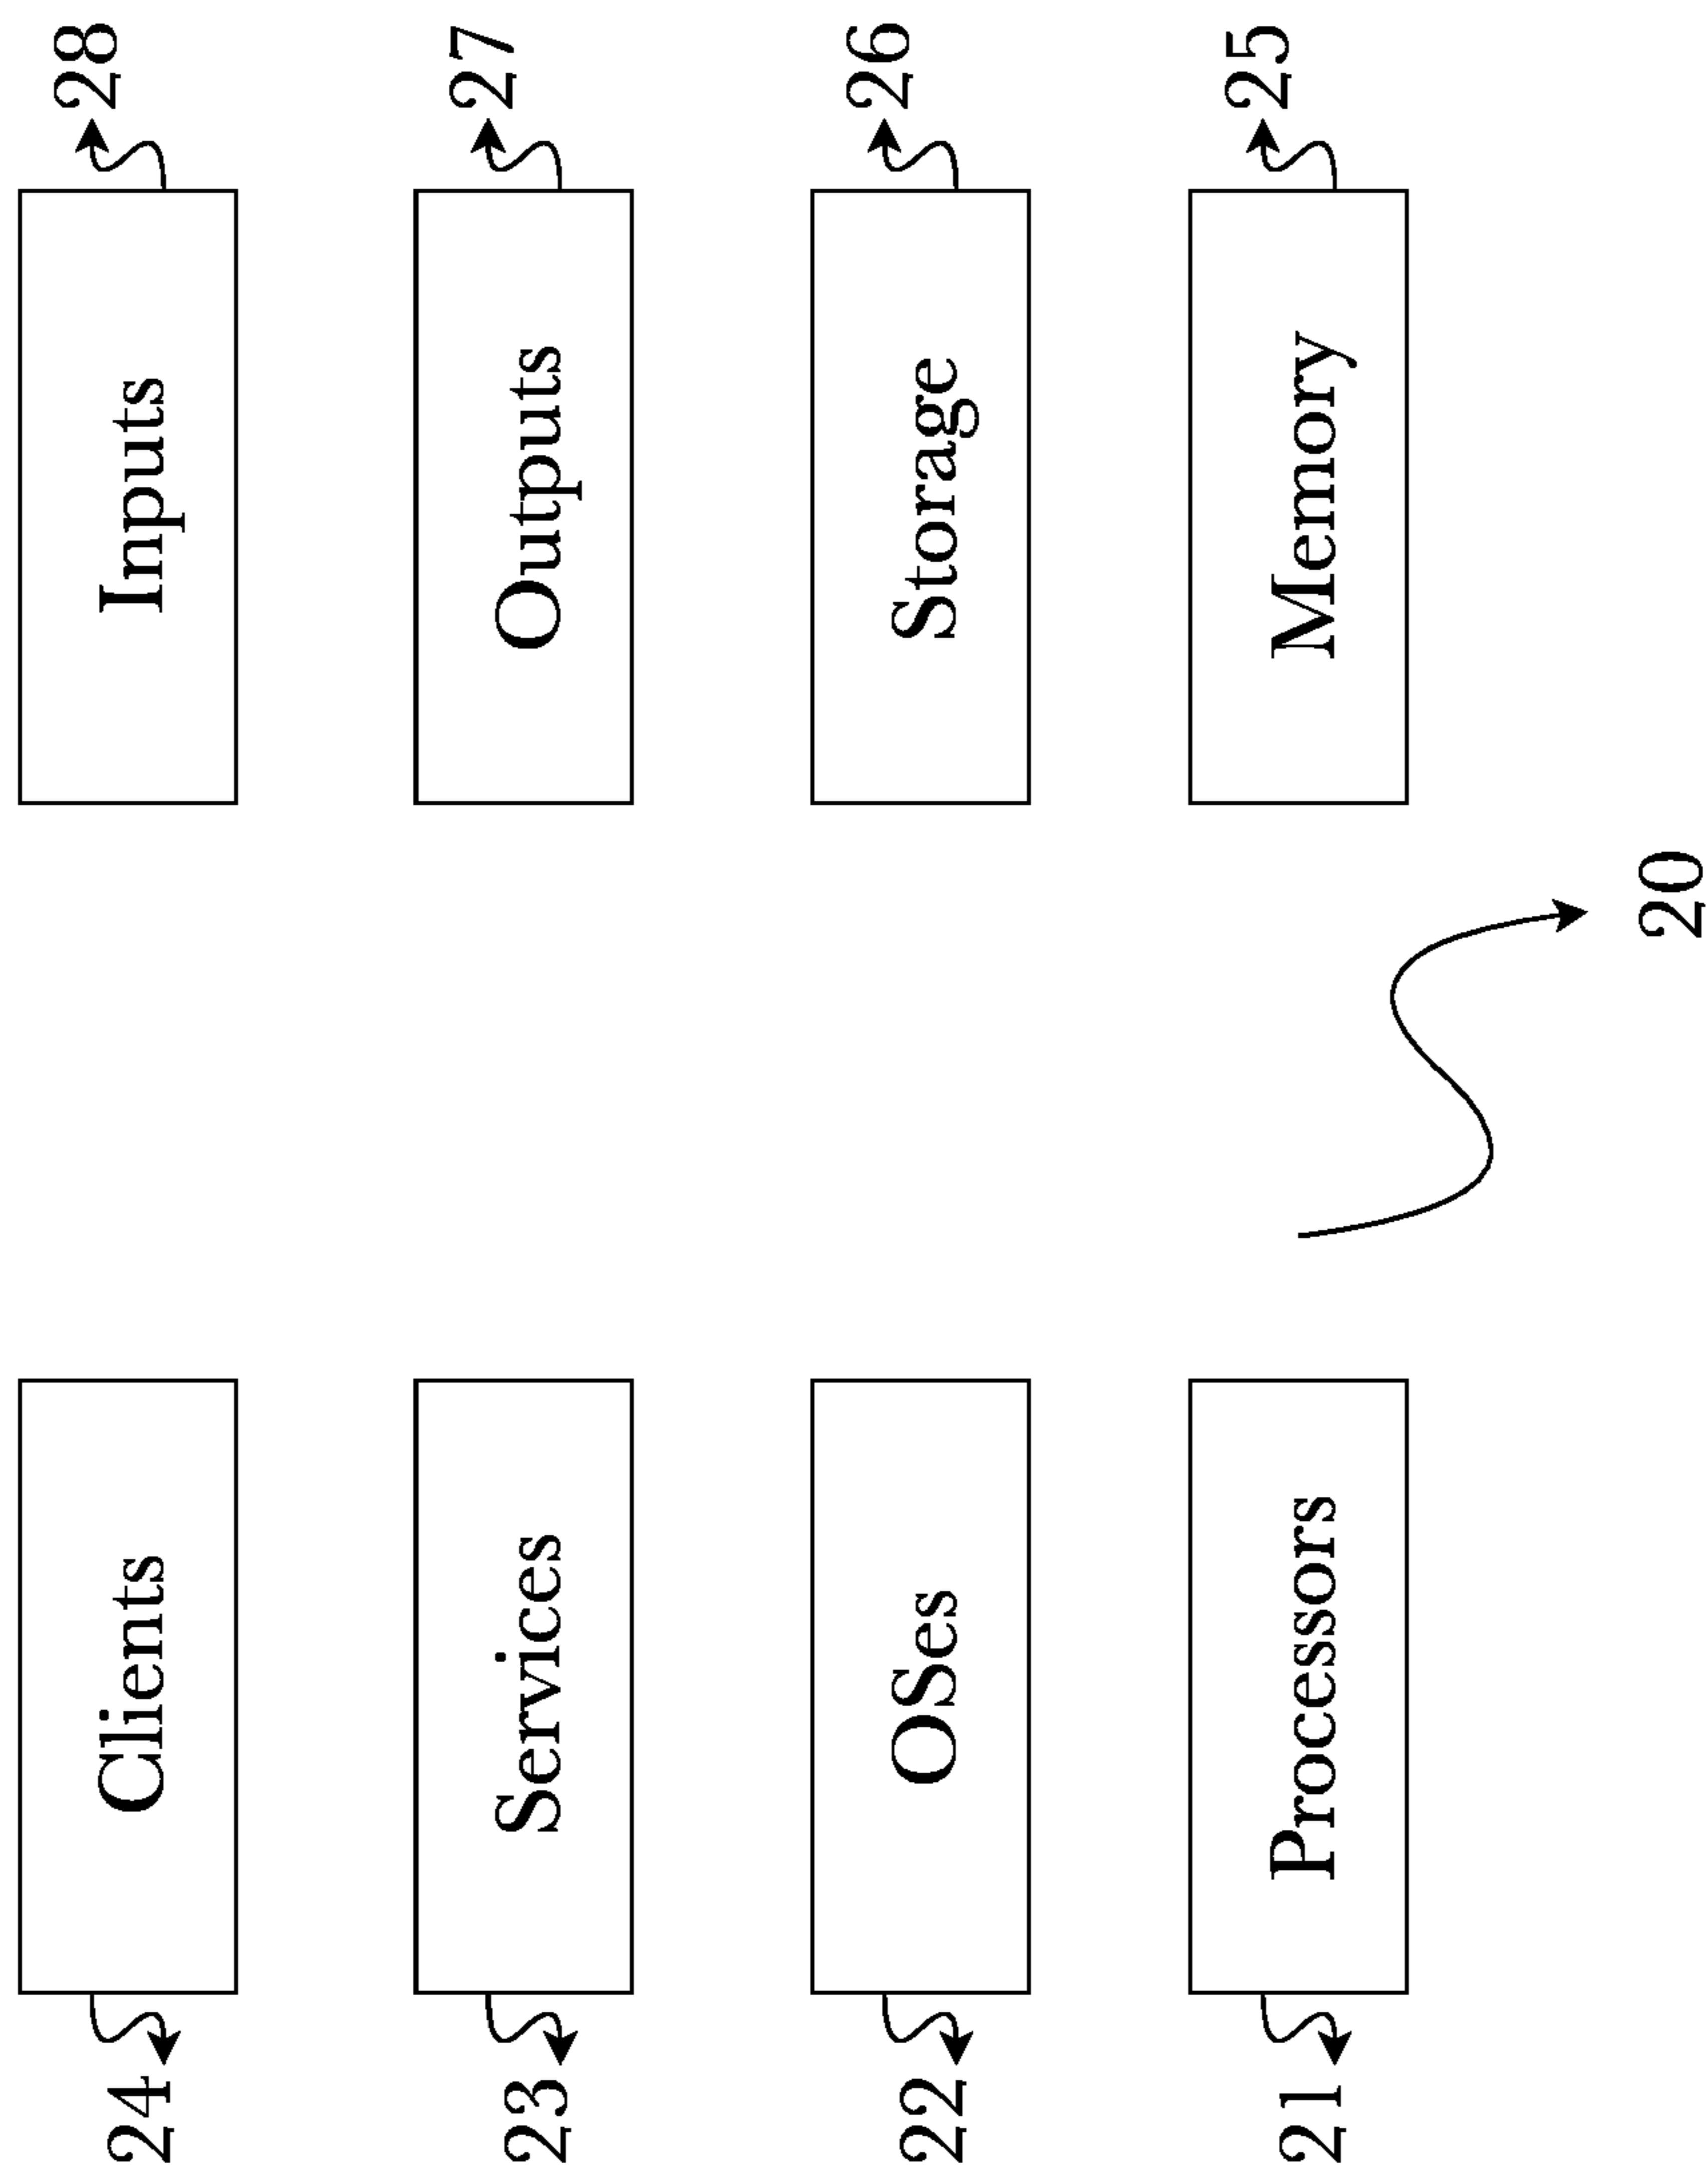 24 Clients Inputs 28
23 Services Outputs 27
22 OSes Storage 26
21 Processors Memory 25
20